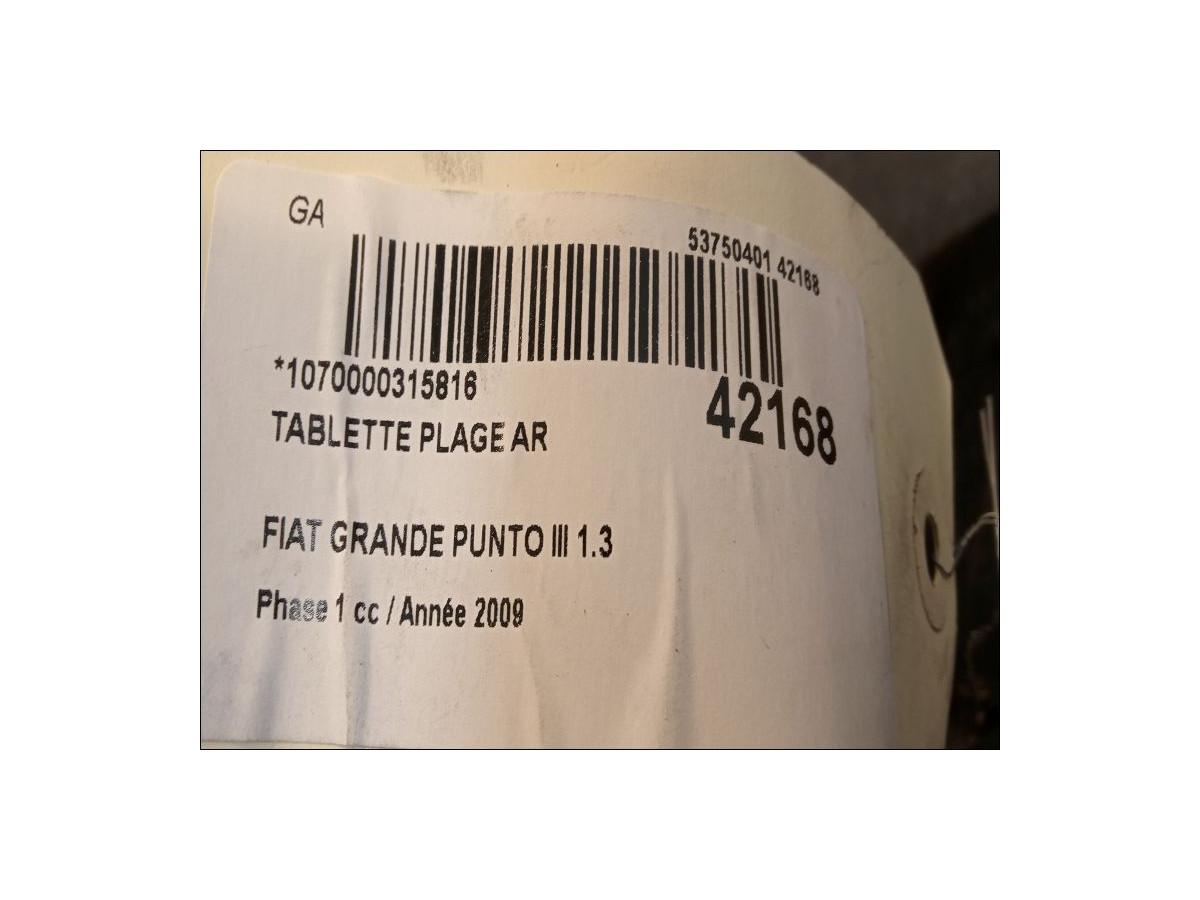 GA
53750401 42168
*1070000315816
42168
TABLETTE PLAGE AR
FIAT GRANDE PUNTO III 1.3
Phase 1 cc / Année 2009